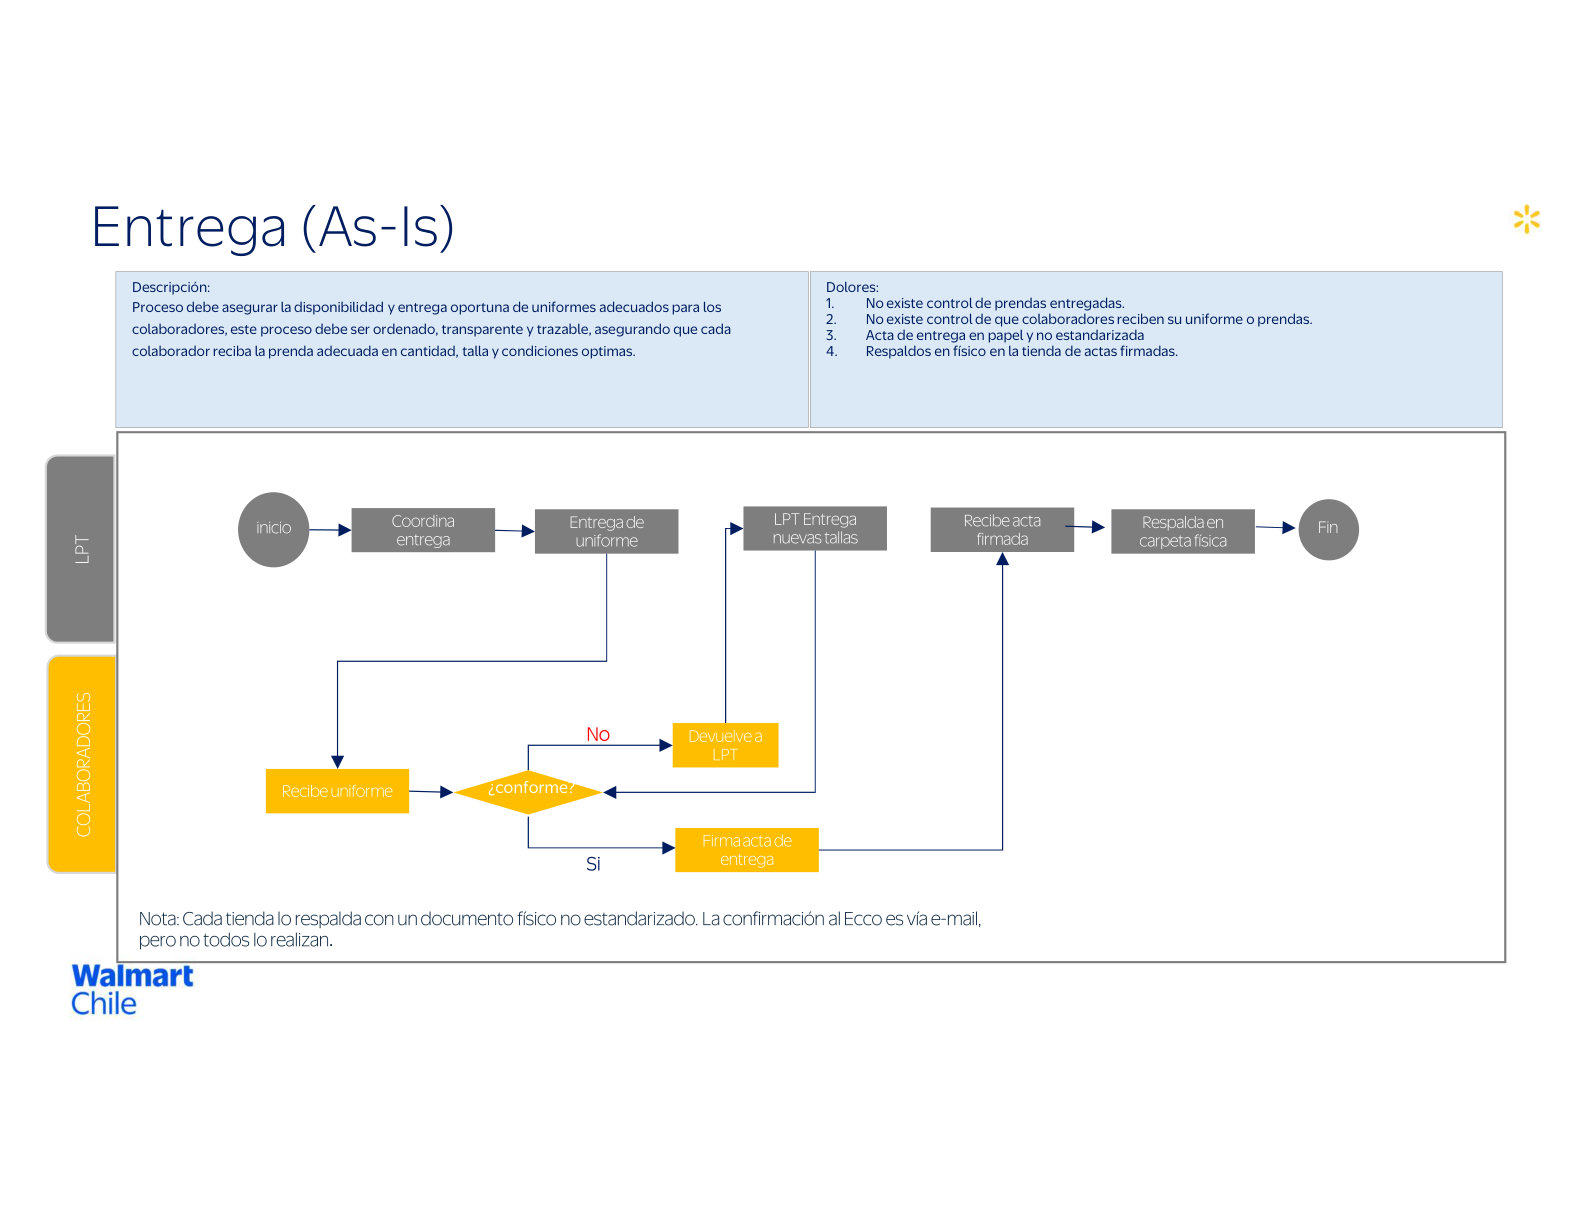 Entrega (As-Is)
Descripción:
Proceso debe asegurar la disponibilidad y entrega oportuna de uniformes adecuados para los
colaboradores, este proceso debe ser ordenado, transparente y trazable, asegurando que cada
colaborador reciba la prenda adecuada en cantidad, talla y condiciones optimas.
Dolores:
1. No existe control de prendas entregadas.
2. No existe control de que colaboradores reciben su uniforme o prendas.
3. Acta de entrega en papel y no estandarizada
4. Respaldos en físico en la tienda de actas firmadas.
LPT
inicio
Coordina
entrega
Entrega de
uniforme
LPT Entrega
nuevas tallas
Recibe acta
firmada
Respalda en
carpeta física
Fin
COLABORADORES
Recibe uniforme
¿conforme?
No
Devuelve a
LPT
Si
Firma acta de
entrega
Nota: Cada tienda lo respalda con un documento físico no estandarizado. La confirmación al Ecco es vía e-mail,
pero no todos lo realizan.
Walmart
Chile